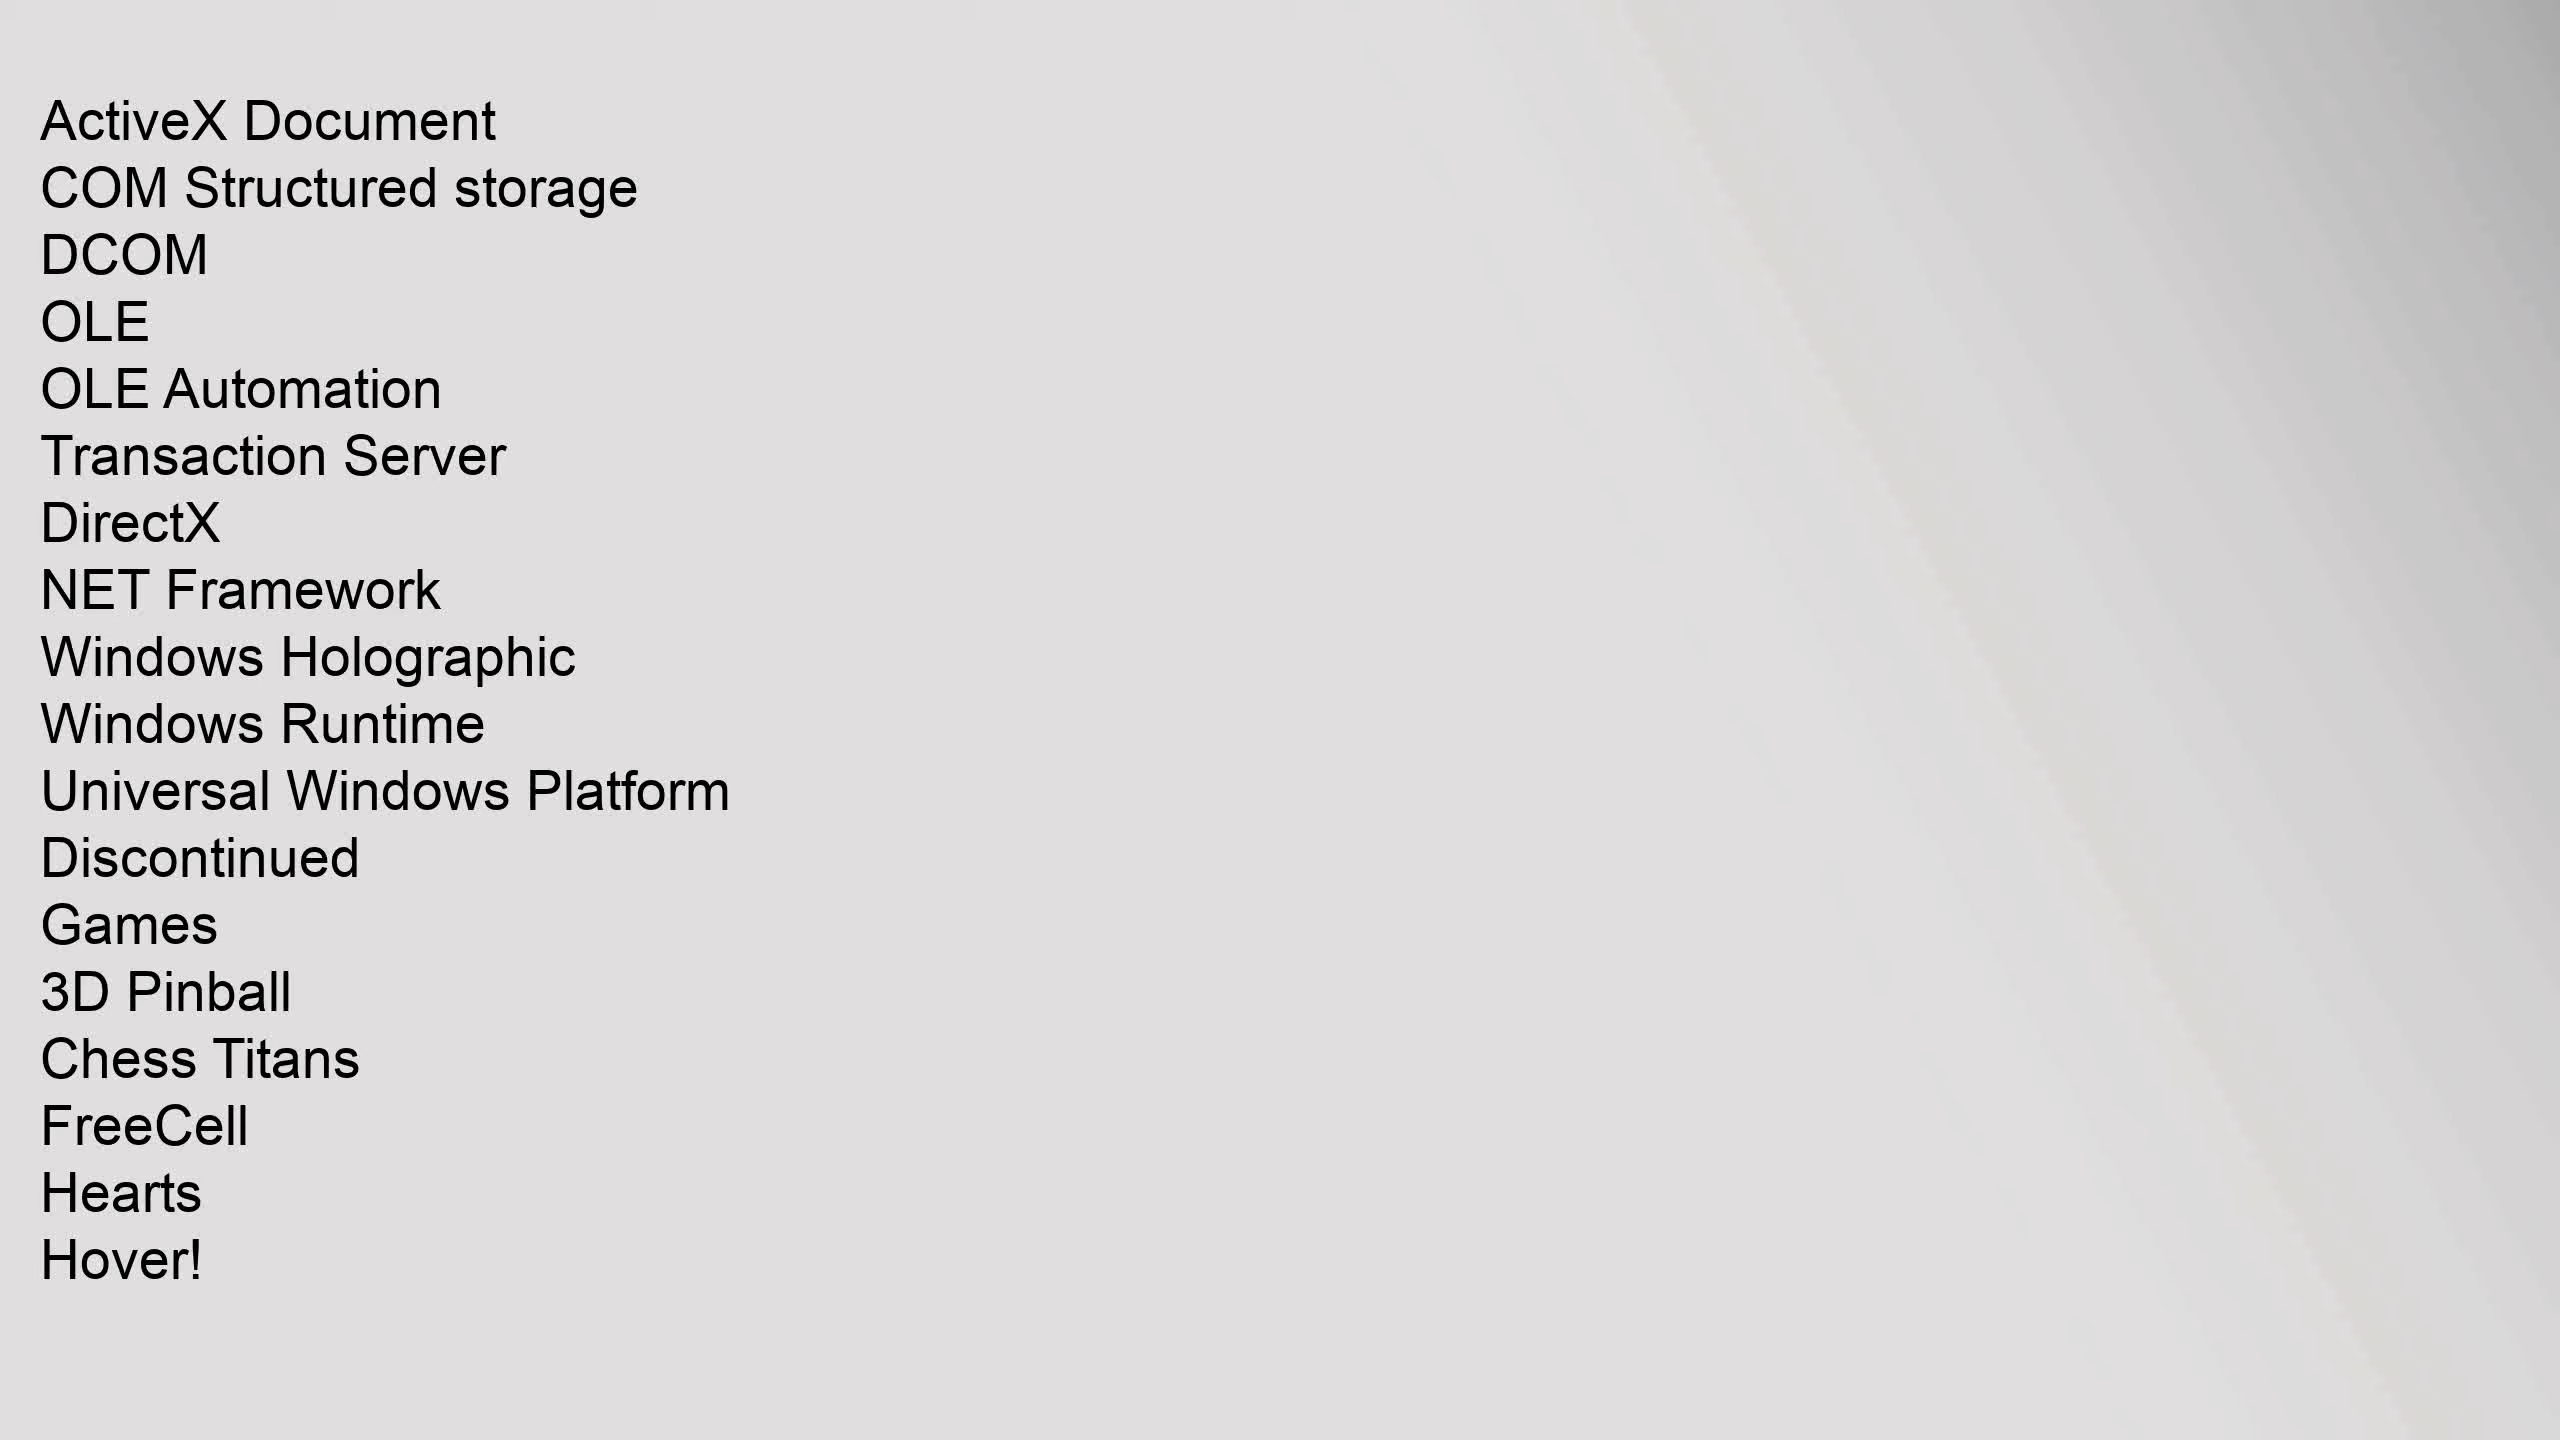 ActiveX Document
COM Structured storage
DCOM
OLE
OLE Automation
Transaction Server
DirectX
NET Framework
Windows Holographic
Windows Runtime
Universal Windows Platform
Discontinued
Games
3D Pinball
Chess Titans
FreeCell
Hearts
Hover!